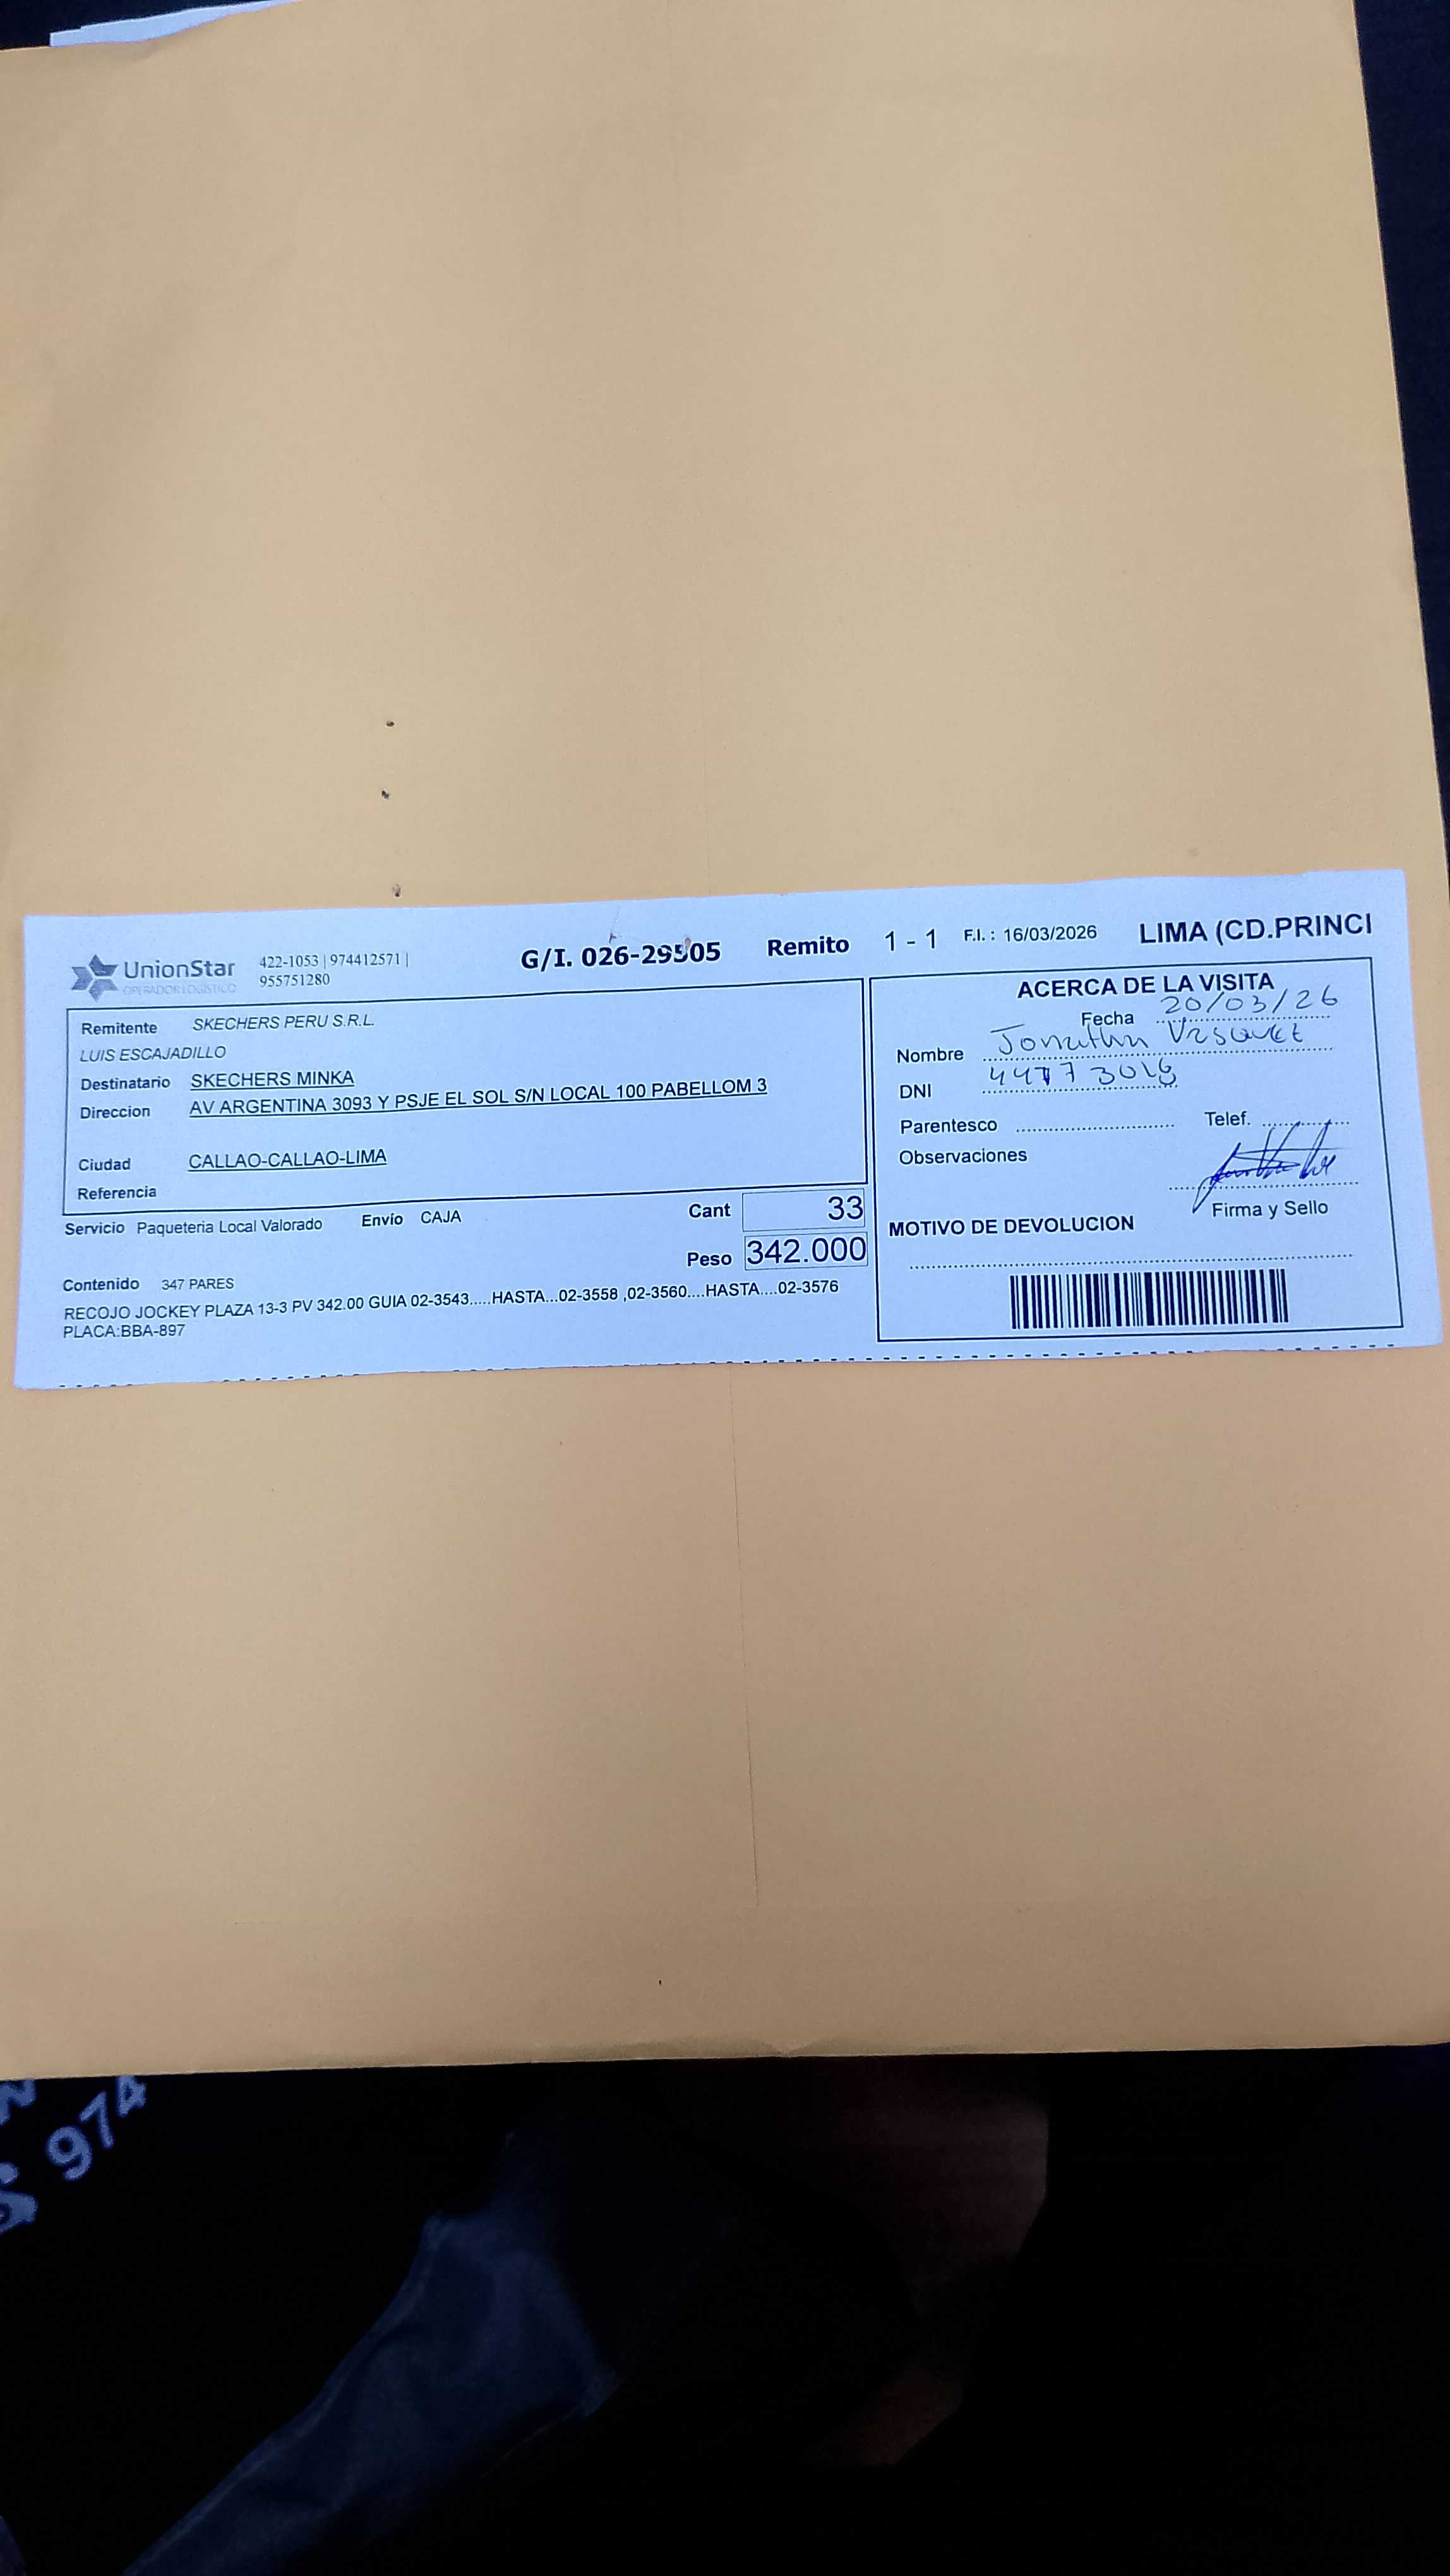 UnionStar
OPERADOR LOGÍSTICO
422-1053 | 974412571 |
955751280
G/I. 026-29505 Remito 1 - 1 F.I. : 16/03/2026 LIMA (CD.PRINCI
Remitente SKECHERS PERU S.R.L.
LUIS ESCAJADILLO
Destinatario SKECHERS MINKA
Direccion AV ARGENTINA 3093 Y PSJE EL SOL S/N LOCAL 100 PABELLOM 3
Ciudad CALLAO-CALLAO-LIMA
Referencia
Servicio Paqueteria Local Valorado Envío CAJA Cant 33
Peso 342.000
Contenido 347 PARES
RECOJO JOCKEY PLAZA 13-3 PV 342.00 GUIA 02-3543.....HASTA...02-3558 ,02-3560....HASTA....02-3576
PLACA:BBA-897
ACERCA DE LA VISITA
Fecha 20/03/26
Nombre Jonathan Vasquez
DNI
Parentesco Telef.
Observaciones
Firma y Sello
MOTIVO DE DEVOLUCION
974